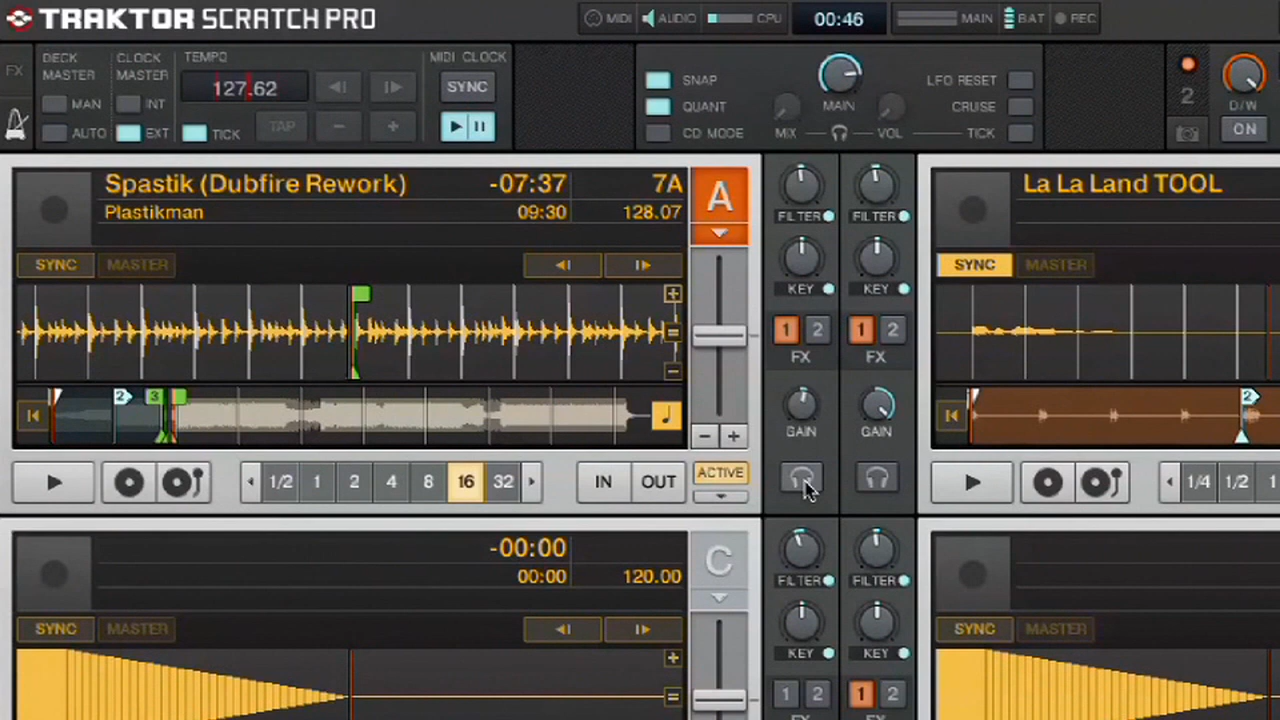 TRAKTOR SCRATCH PRO
MIDI AUDIO CPU 00:46 MAIN BAT REC
FX
DECK MASTER
MAN
AUTO
CLOCK MASTER
INT
EXT
TEMPO
127.62
TICK
TAP
−
+
MIDI CLOCK
SYNC
SNAP
QUANT
CD MODE
MAIN
MIX
VOL
LFO RESET
CRUISE
TICK
2
D/W
ON
Spastik (Dubfire Rework) -07:37 7A
Plastikman 09:30 128.07
A
SYNC MASTER
+
=
−
2 3
− +
1/2 1 2 4 8 16 32
IN OUT
ACTIVE
FILTER FILTER
KEY KEY
1 2 1 2
FX FX
GAIN GAIN
La La Land TOOL
SYNC MASTER
2
1/4 1/2 1
-00:00
00:00 120.00
C
SYNC MASTER
+
=
FILTER FILTER
KEY KEY
1 2 1 2
SYNC MASTER